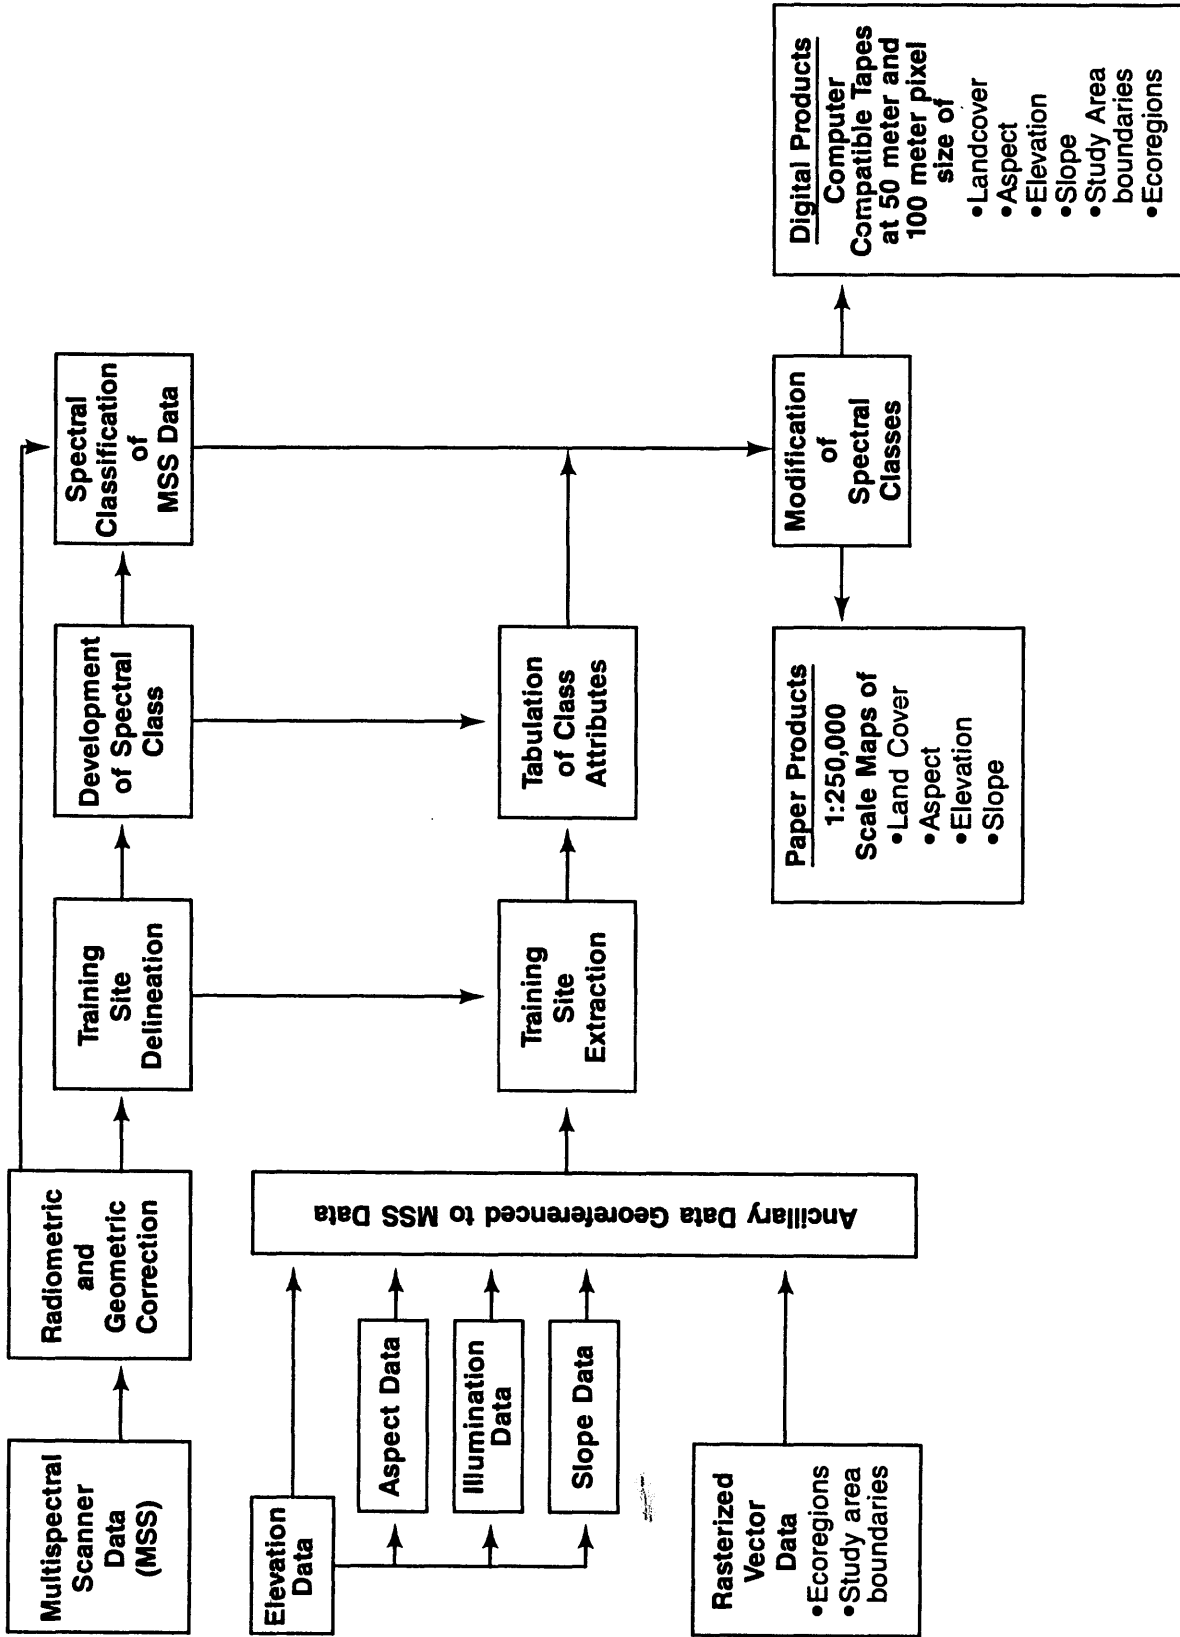 Multispectral
Scanner
Data
(MSS)
Radiometric
and
Geometric
Correction
Training
Site
Delineation
Development
of Spectral
Class
Spectral
Classification
of
MSS Data
Elevation
Data
Aspect Data
Illumination
Data
Slope Data
Rasterized
Vector
Data
•Ecoregions
•Study area
boundaries
Ancillary Data Georeferenced to MSS Data
Training
Site
Extraction
Tabulation
of Class
Attributes
Modification
of
Spectral
Classes
Paper Products
1:250,000
Scale Maps of
•Land Cover
•Aspect
•Elevation
•Slope
Digital Products
Computer
Compatible Tapes
at 50 meter and
100 meter pixel
size of
•Landcover
•Aspect
•Elevation
•Slope
•Study Area
boundaries
•Ecoregions